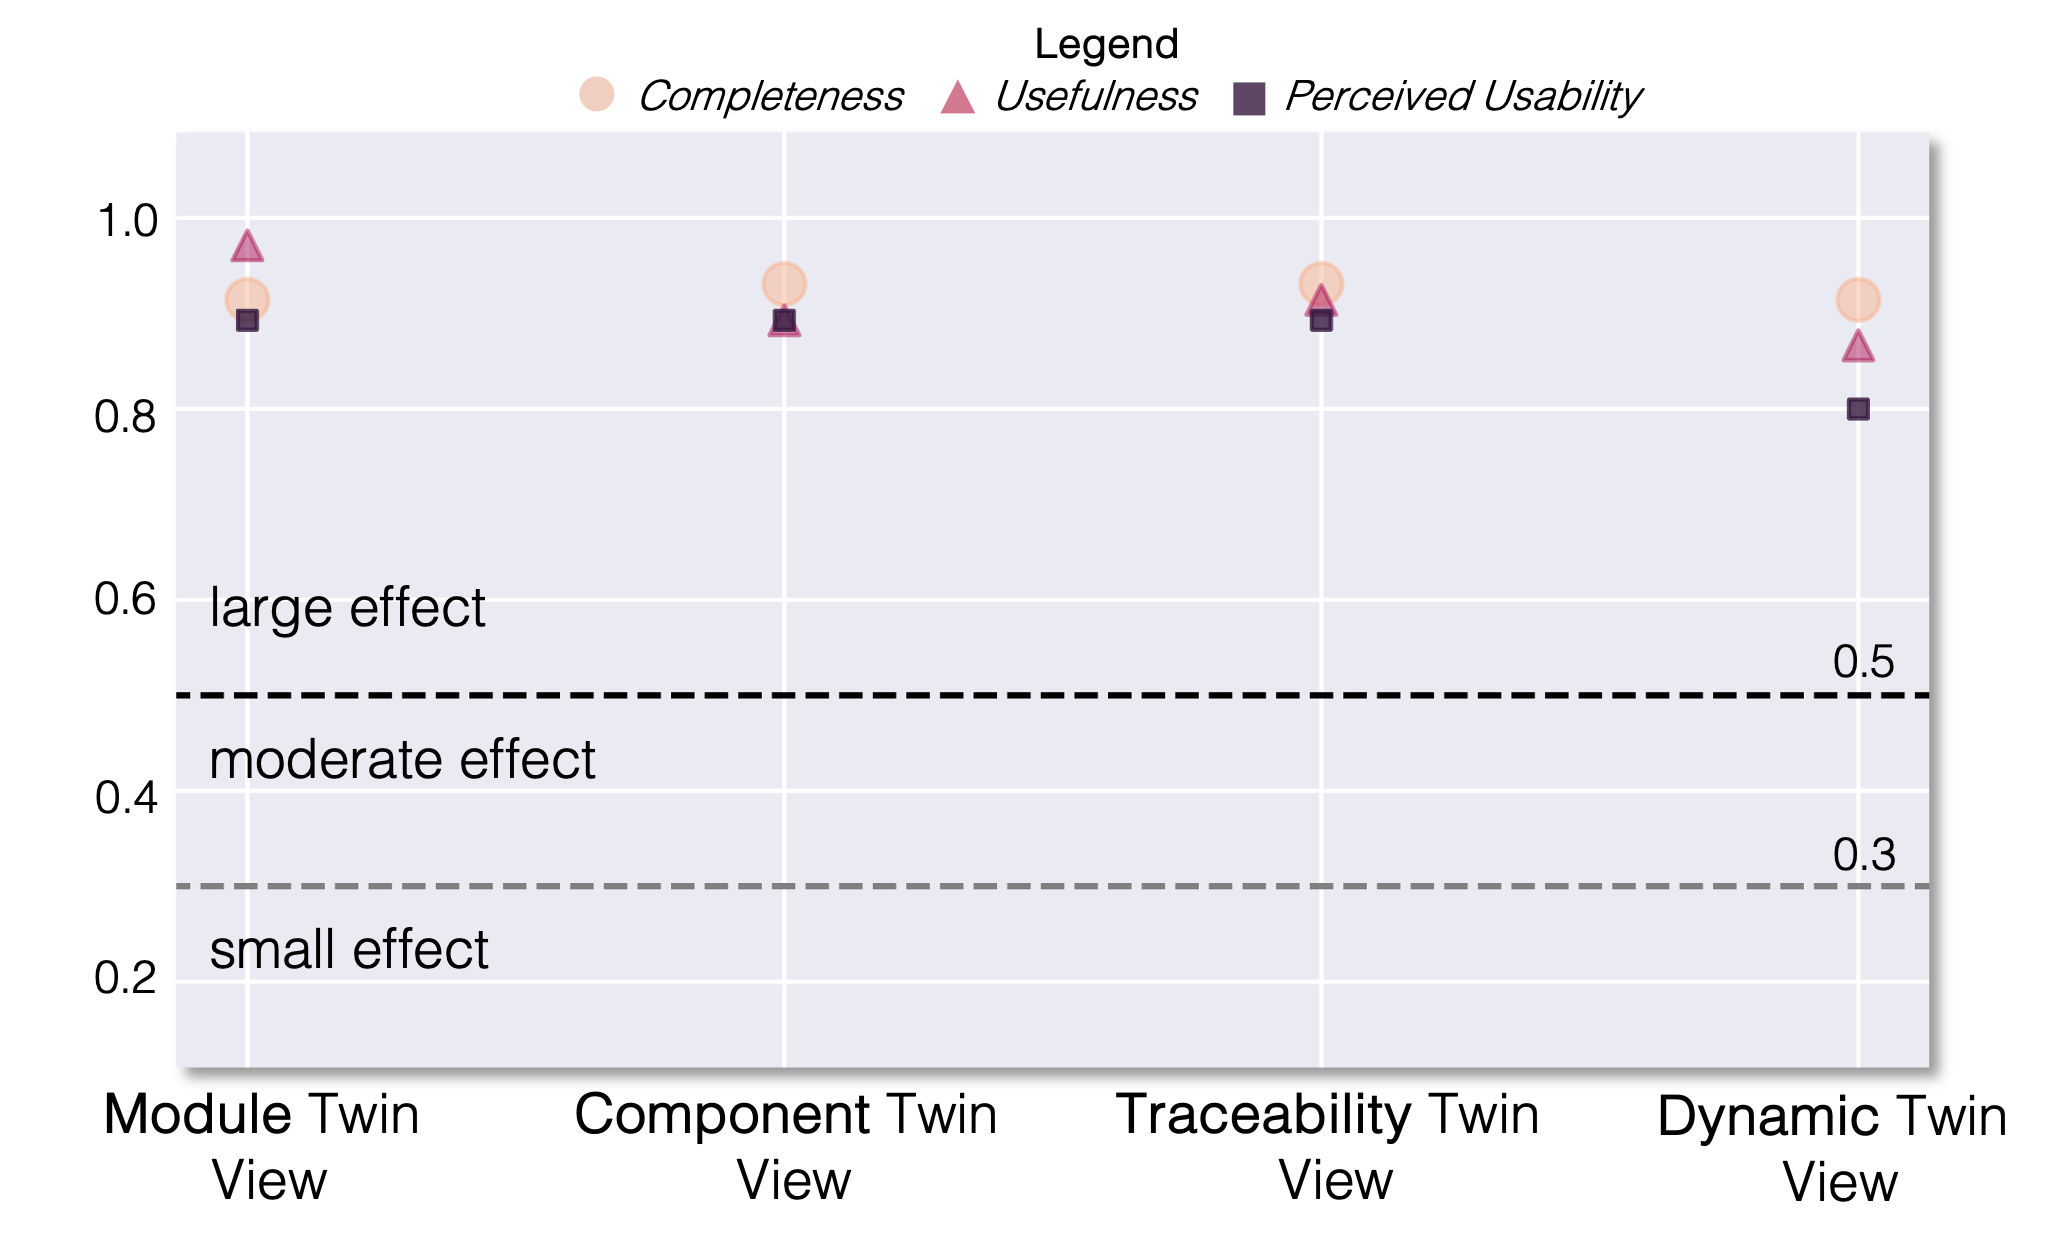 Legend
Completeness Usefulness Perceived Usability
1.0
0.8
0.6
large effect
0.5
moderate effect
0.4
0.3
small effect
0.2
Module Twin View
Component Twin View
Traceability Twin View
Dynamic Twin View